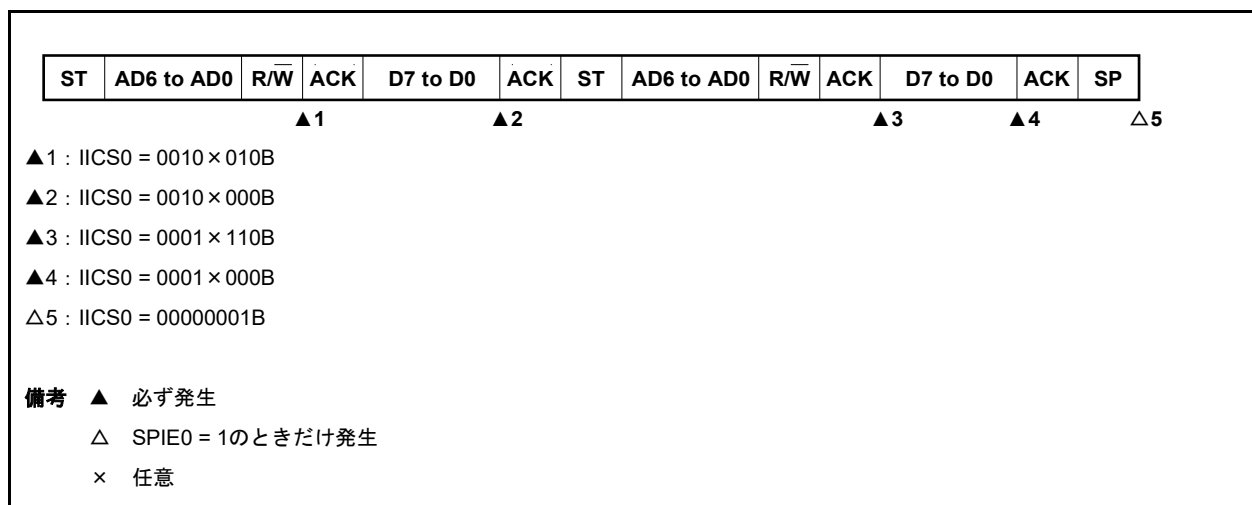 ST AD6 to AD0 R/W̅ ACK D7 to D0 ACK ST AD6 to AD0 R/W̅ ACK D7 to D0 ACK SP
▲1 ▲2 ▲3 ▲4 △5
▲1：IICS0 = 0010×010B
▲2：IICS0 = 0010×000B
▲3：IICS0 = 0001×110B
▲4：IICS0 = 0001×000B
△5：IICS0 = 00000001B
備考 ▲ 必ず発生
△ SPIE0 = 1のときだけ発生
× 任意